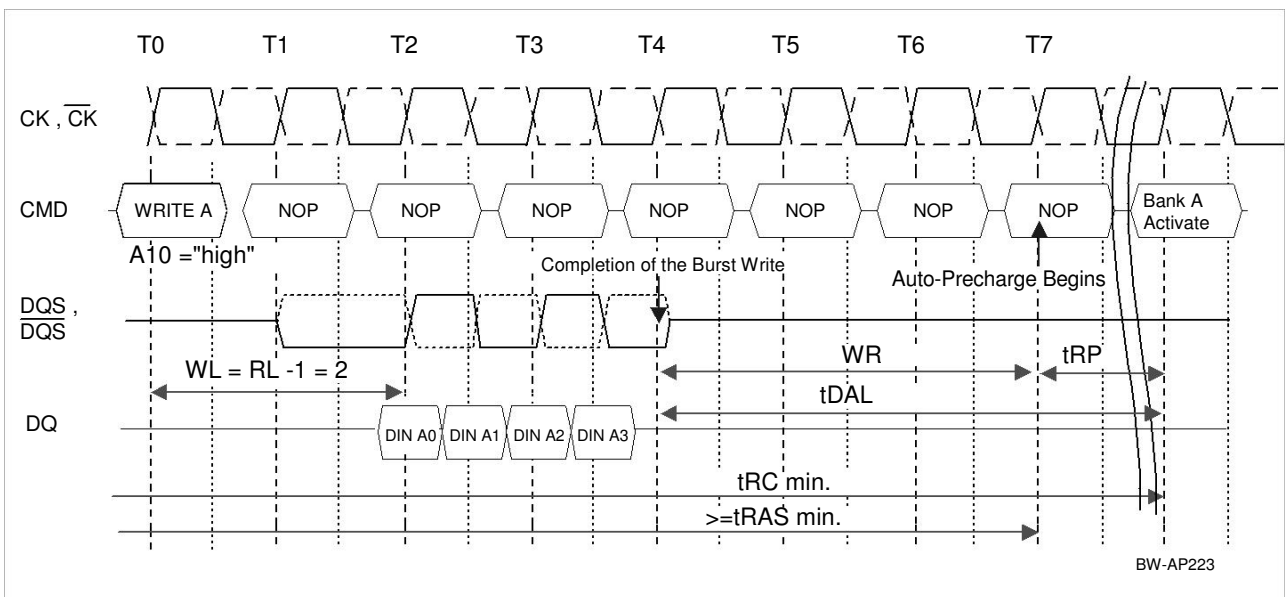 T0 T1 T2 T3 T4 T5 T6 T7
CK , CK
CMD WRITE A NOP NOP NOP NOP NOP NOP NOP Bank A
Activate
A10 ="high"
Completion of the Burst Write
Auto-Precharge Begins
DQS ,
DQS
WL = RL -1 = 2
WR tRP
tDAL
DQ DIN A0 DIN A1 DIN A2 DIN A3
tRC min.
>=tRAS min.
BW-AP223